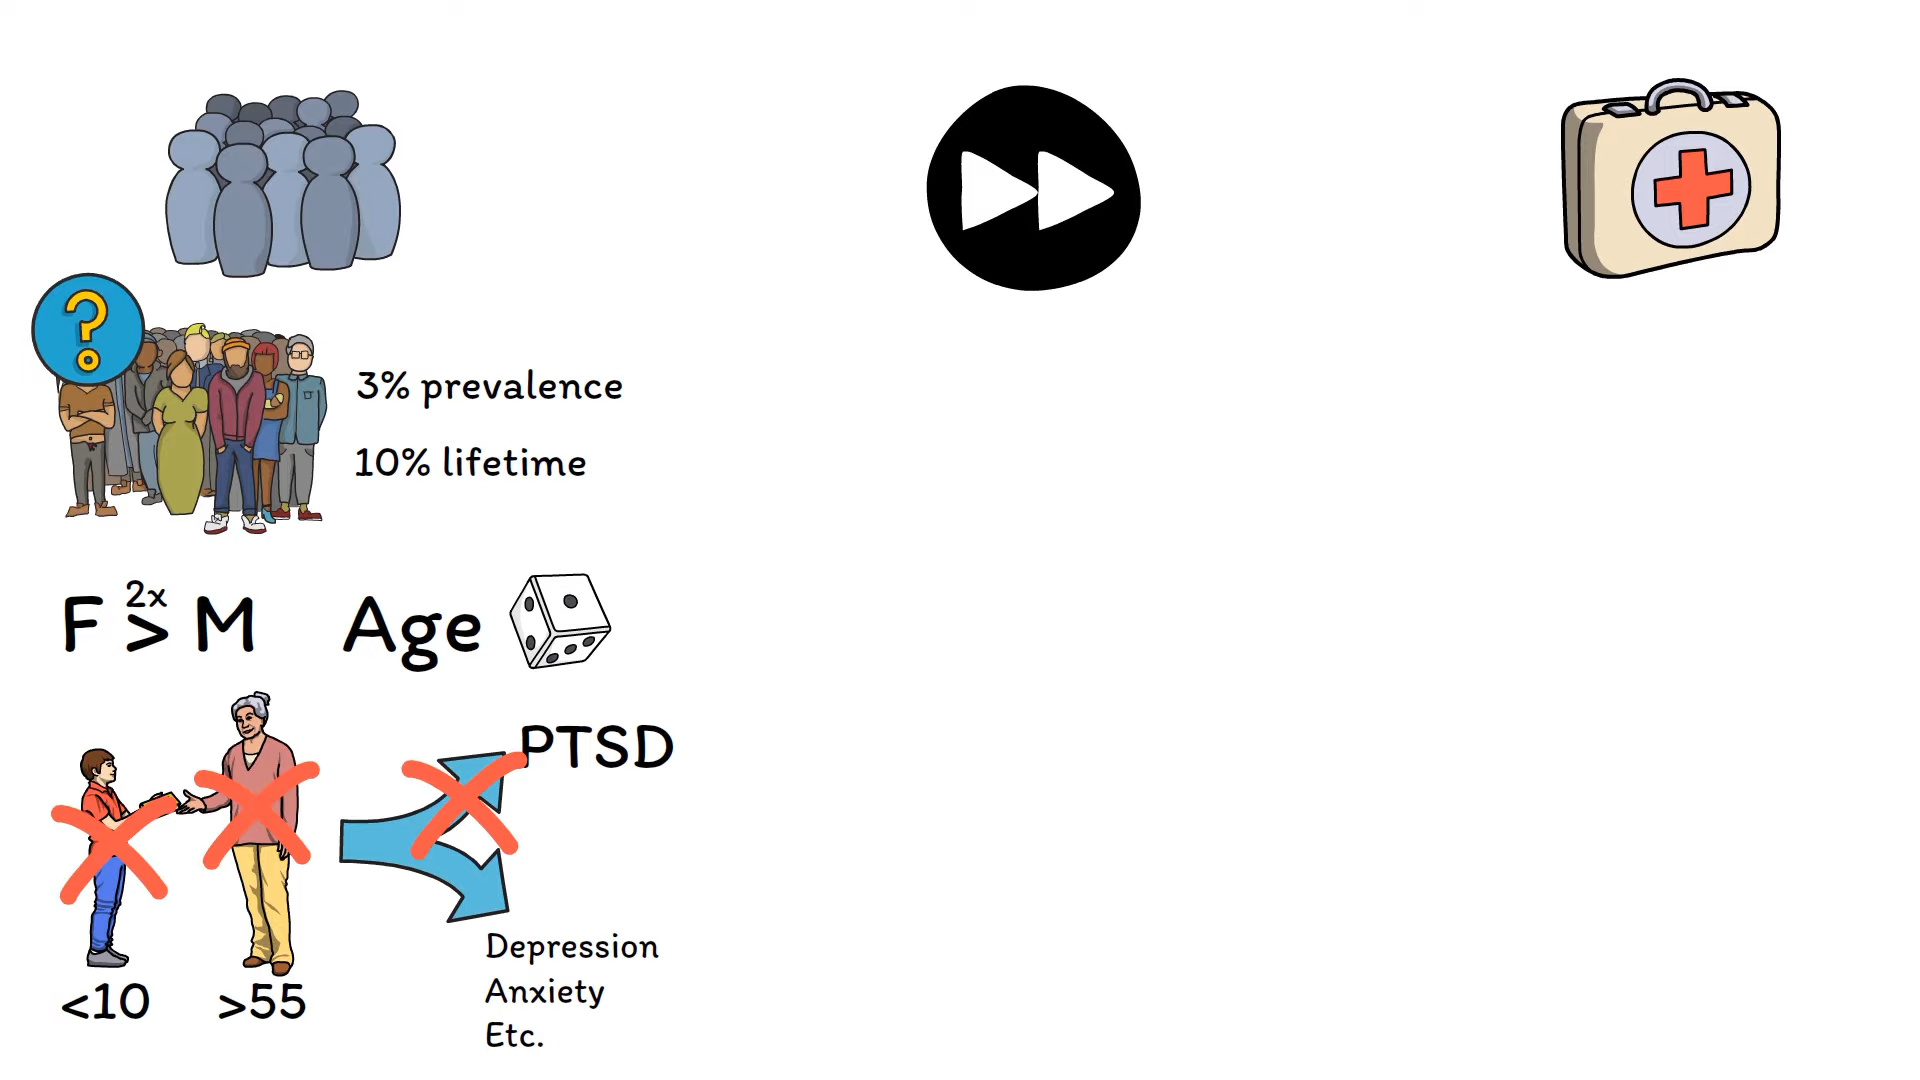 ?
3% prevalence
10% lifetime
2x
F > M
Age
PTSD
Depression
Anxiety
Etc.
<10
>55